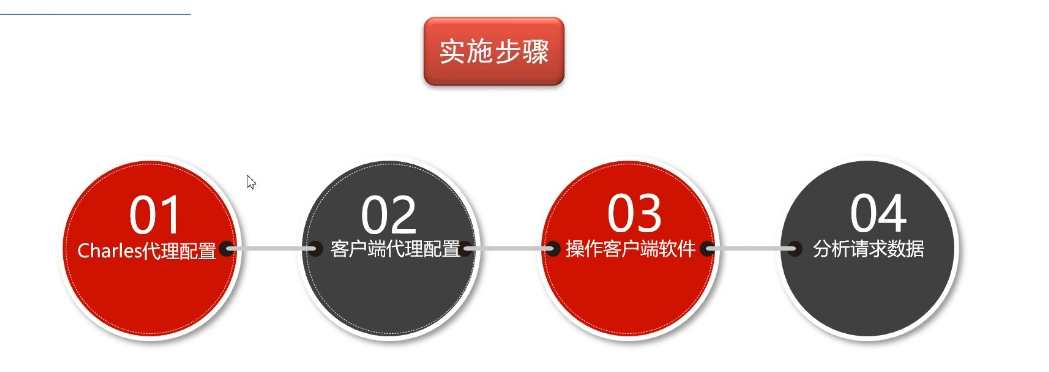 实施步骤
01
Charles代理配置
02
客户端代理配置
03
操作客户端软件
04
分析请求数据